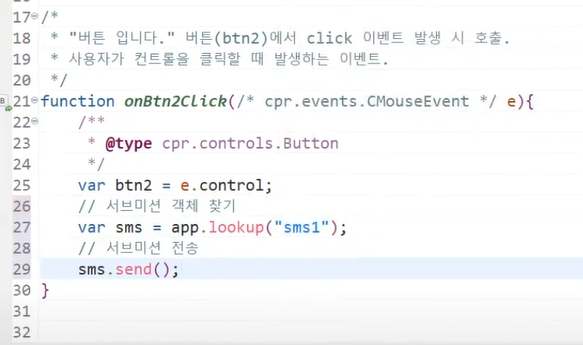 17 /*
18  * "버튼 입니다." 버튼(btn2)에서 click 이벤트 발생 시 호출.
19  * 사용자가 컨트롤을 클릭할 때 발생하는 이벤트.
20  */
21 function onBtn2Click(/* cpr.events.CMouseEvent */ e){
22     /**
23      * @type cpr.controls.Button
24      */
25     var btn2 = e.control;
26     // 서브미션 객체 찾기
27     var sms = app.lookup("sms1");
28     // 서브미션 전송
29     sms.send();
30 }
31
32